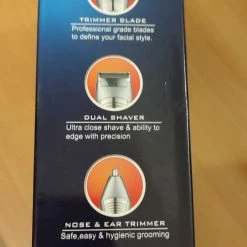 TRIMMER BLADE
Professional grade blades
to define your facial style.
DUAL SHAVER
Ultra close shave & ability to
edge with precision
NOSE & EAR TRIMMER
Safe,easy & hygienic grooming